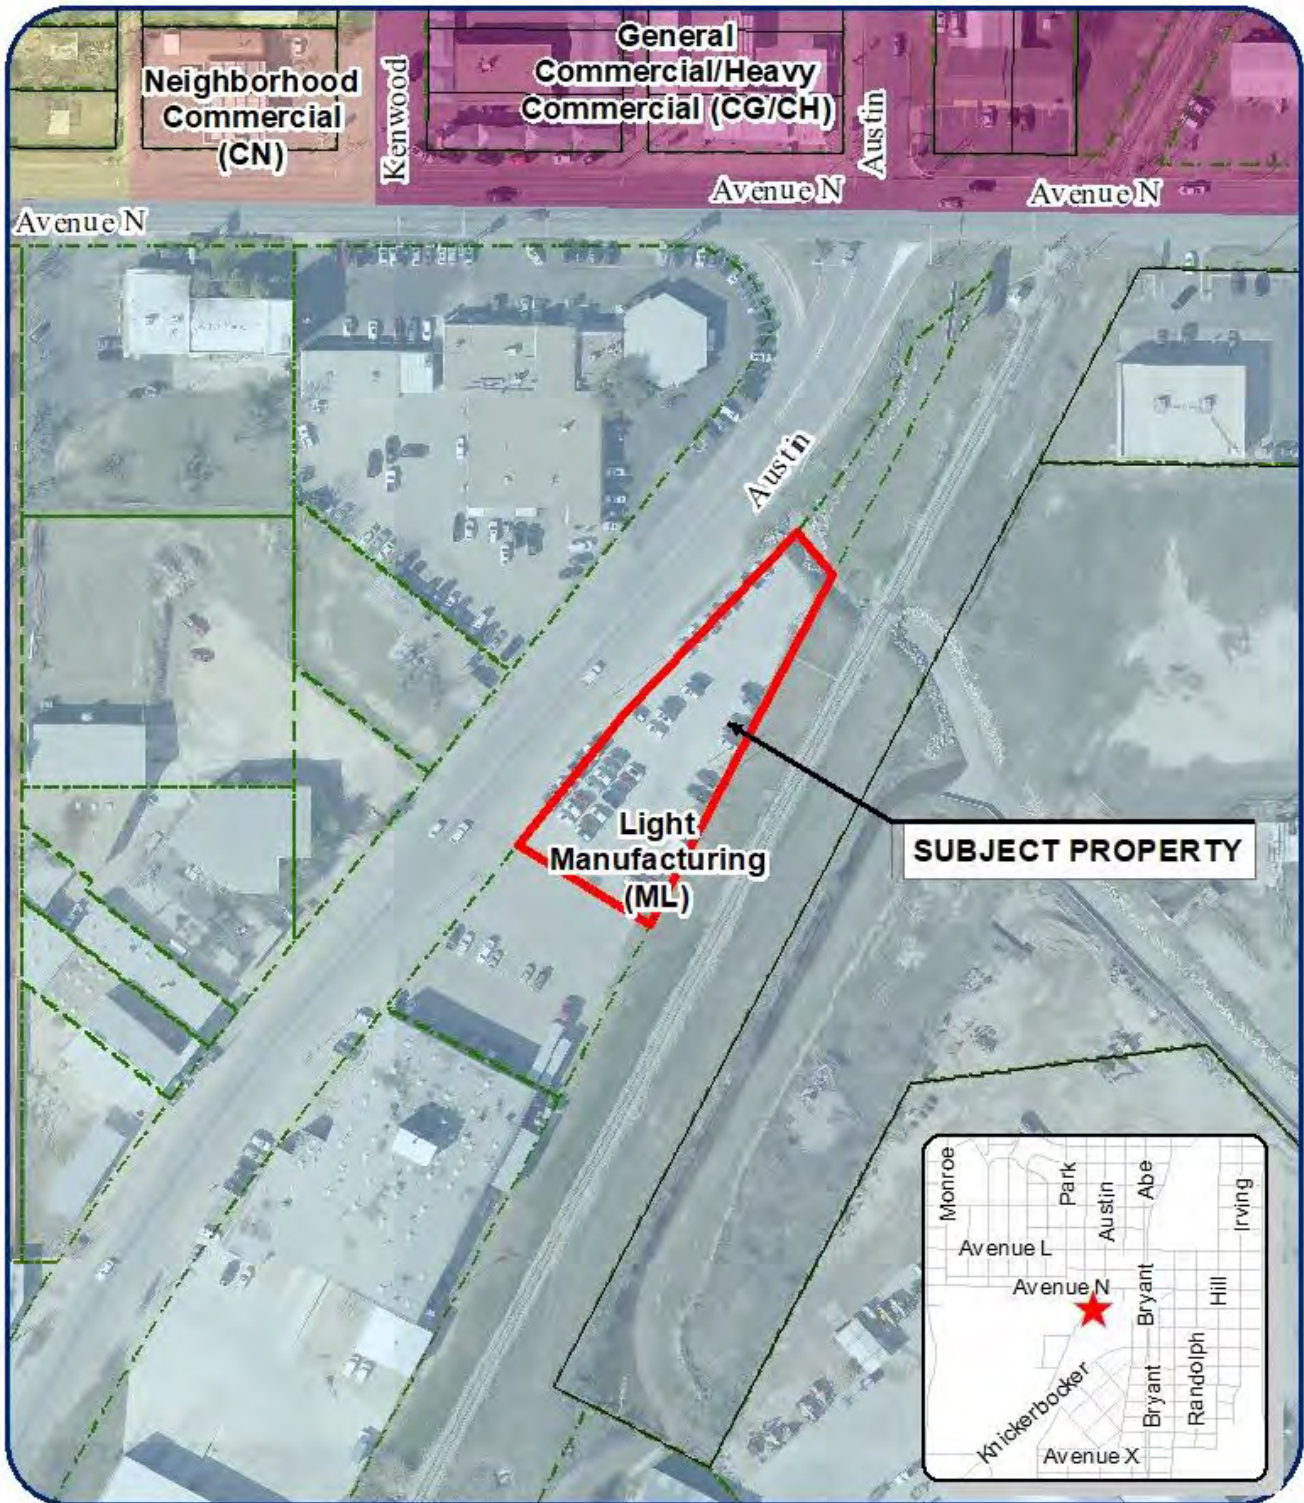 Neighborhood
Commercial
(CN)
Kenwood
General
Commercial/Heavy
Commercial (CG/CH)
Austin
Avenue N
Avenue N
Avenue N
Austin
Light
Manufacturing
(ML)
SUBJECT PROPERTY
Monroe
Park
Austin
Abe
Irving
Avenue L
Avenue N
Bryant
Hill
Knickerbocker
Bryant
Randolph
Avenue X